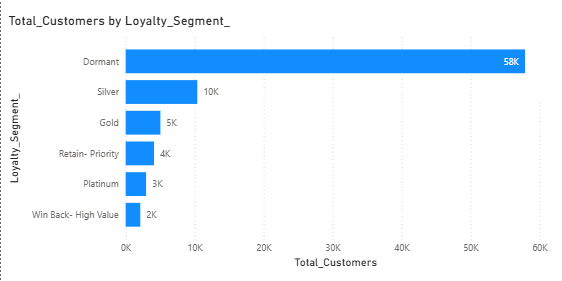 Total_Customers by Loyalty_Segment_
Loyalty_Segment_
Dormant 58K
Silver 10K
Gold 5K
Retain- Priority 4K
Platinum 3K
Win Back- High Value 2K
0K 10K 20K 30K 40K 50K 60K
Total_Customers